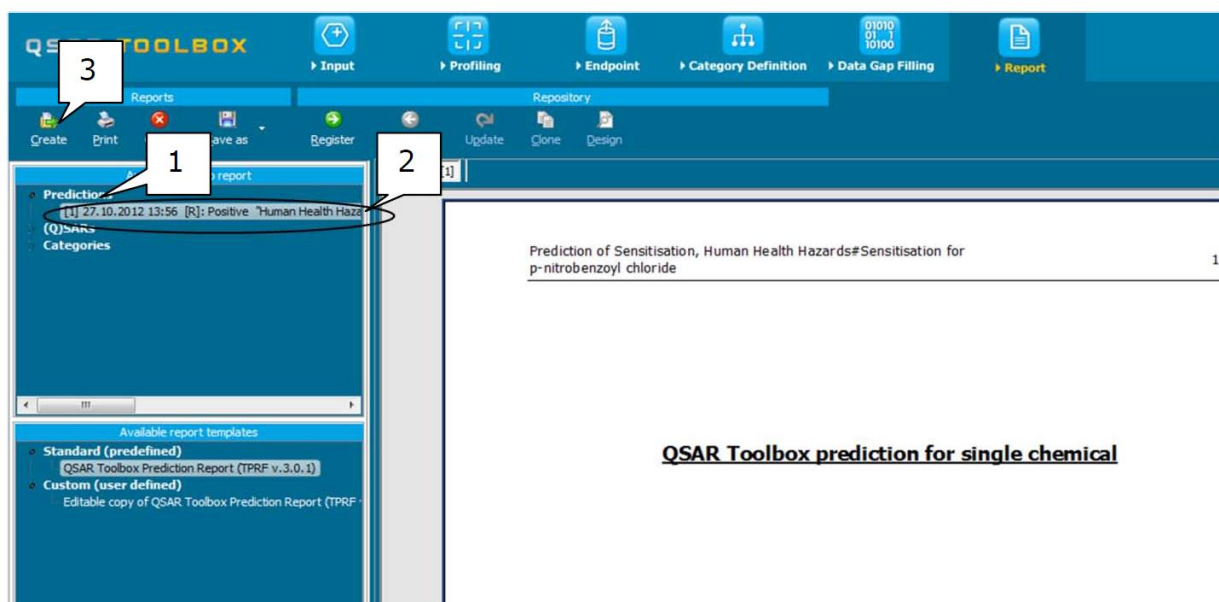 TOOLBOX
Input
Profiling
Endpoint
Category Definition
01010
01 1
10100
Data Gap Filling
Report
3
Reports
Repository
Create
Print
ave as
Register
Update
Clone
Design
1
2
report
[1]
Predictions
[1] 27.10.2012 13:56 [R]: Positive "Human Health Haza
(Q)SARs
Categories
Prediction of Sensitisation, Human Health Hazards#Sensitisation for
p-nitrobenzoyl chloride
1
Available report templates
Standard (predefined)
QSAR Toolbox Prediction Report (TPRF v.3.0.1)
Custom (user defined)
Editable copy of QSAR Toolbox Prediction Report (TPRF
QSAR Toolbox prediction for single chemical